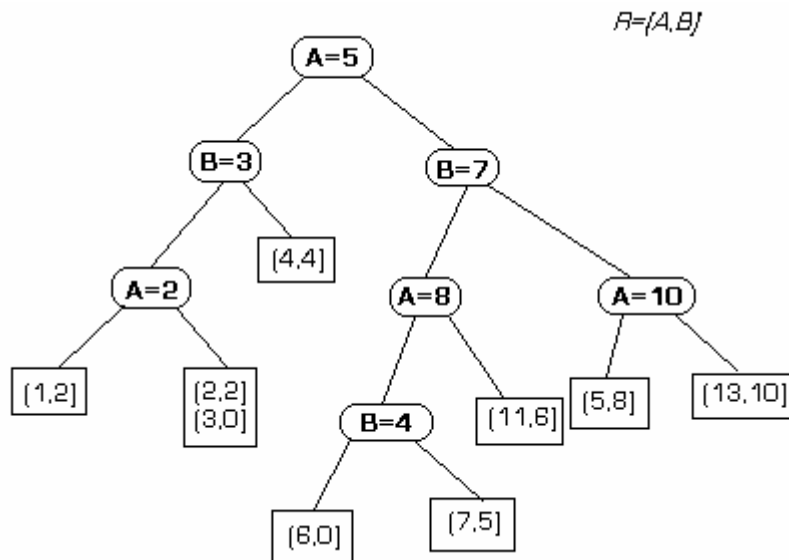 R=(A,B)
A=5
B=3
B=7
(4,4)
A=2
A=8
A=10
(1,2)
(2,2)
(3,0)
B=4
(11,6)
(5,8)
(13,10)
(6,0)
(7,5)